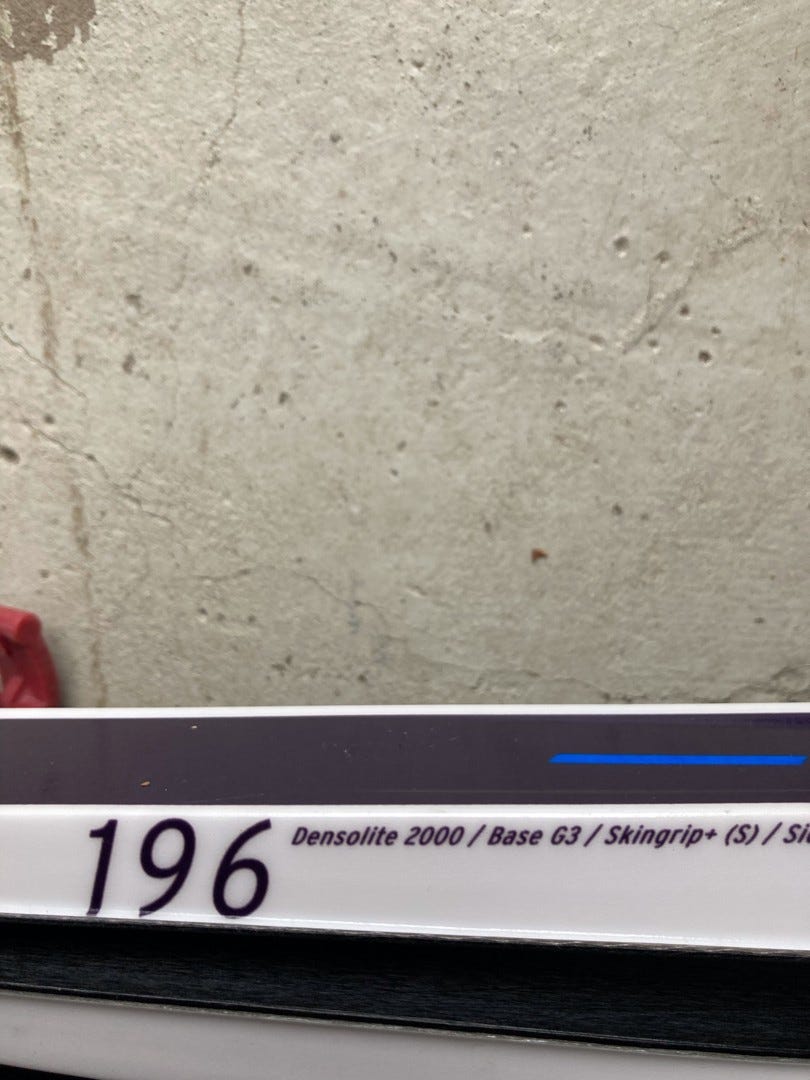 196
Densolite 2000 / Base G3 / Skingrip+ (S) /